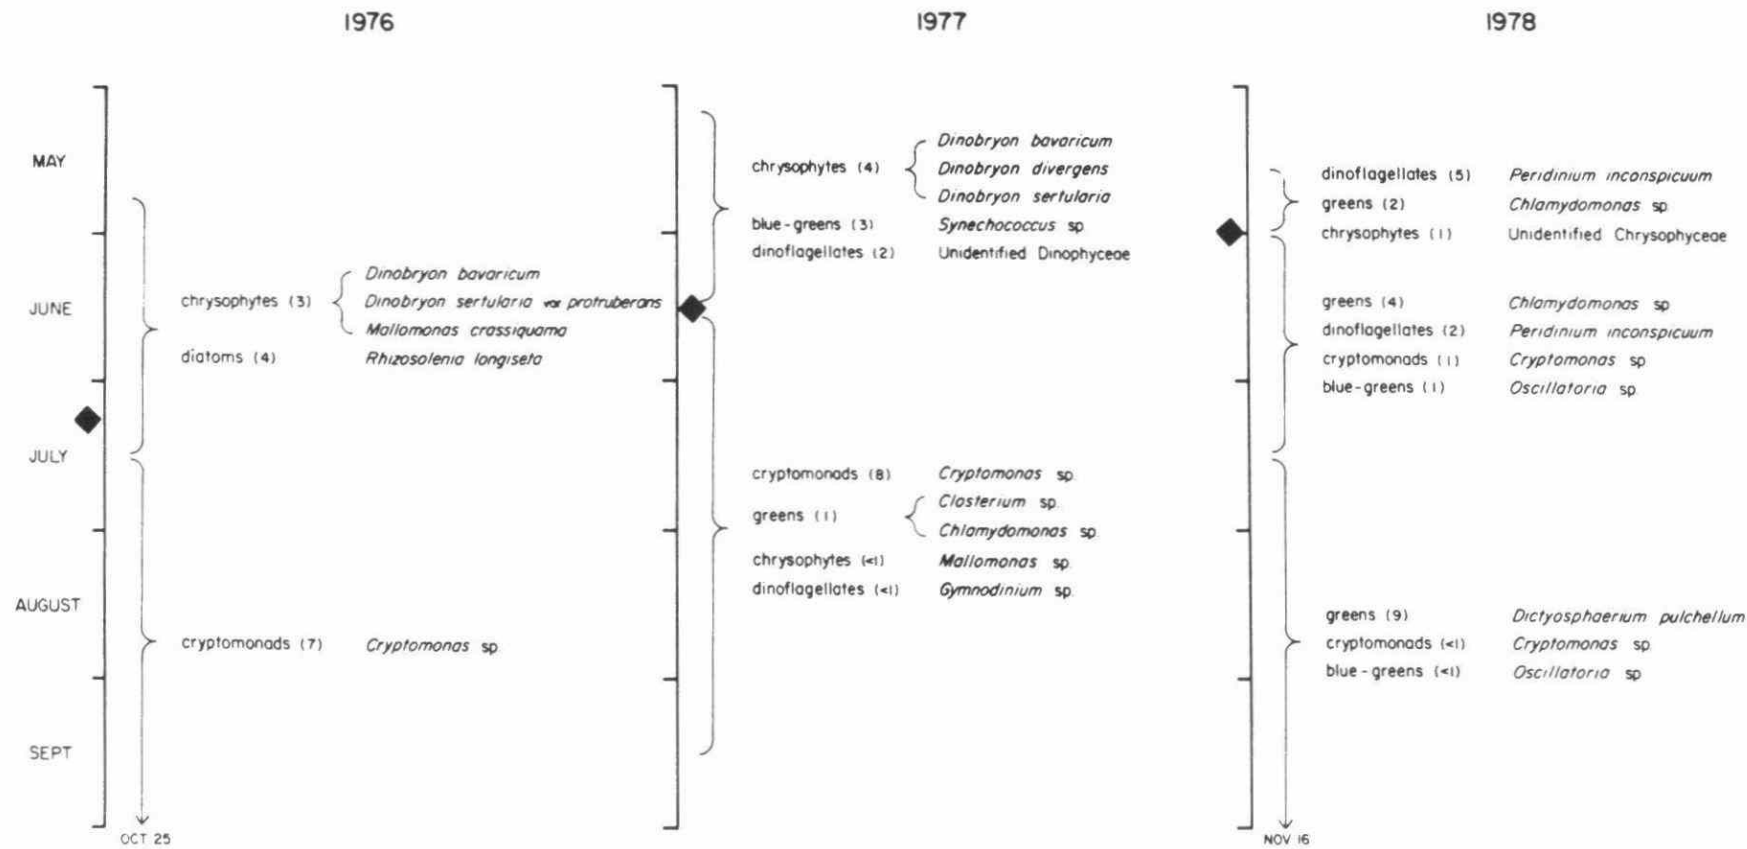 1976
1977
1978
MAY
JUNE
JULY
AUGUST
SEPT
chrysophytes (3)
Dinobryon bavaricum
Dinobryon sertularia var protruberans
Mallomonas crassiquama
diatoms (4) Rhizosolenia longiseta
cryptomonads (7) Cryptomonas sp.
OCT 25
chrysophytes (4)
Dinobryon bavaricum
Dinobryon divergens
Dinobryon sertularia
blue-greens (3) Synechococcus sp
dinoflagellates (2) Unidentified Dinophyceae
cryptomonads (8) Cryptomonas sp.
greens (1)
Closterium sp.
Chlamydomonas sp.
chrysophytes (<1) Mallomonas sp.
dinoflagellates (<1) Gymnodinium sp.
dinoflagellates (5) Peridinium inconspicuum
greens (2) Chlamydomonas sp
chrysophytes (1) Unidentified Chrysophyceae
greens (4) Chlamydomonas sp
dinoflagellates (2) Peridinium inconspicuum
cryptomonads (1) Cryptomonas sp
blue-greens (1) Oscillatoria sp.
greens (9) Dictyosphaerium pulchellum
cryptomonads (<1) Cryptomonas sp.
blue-greens (<1) Oscillatoria sp
NOV 16